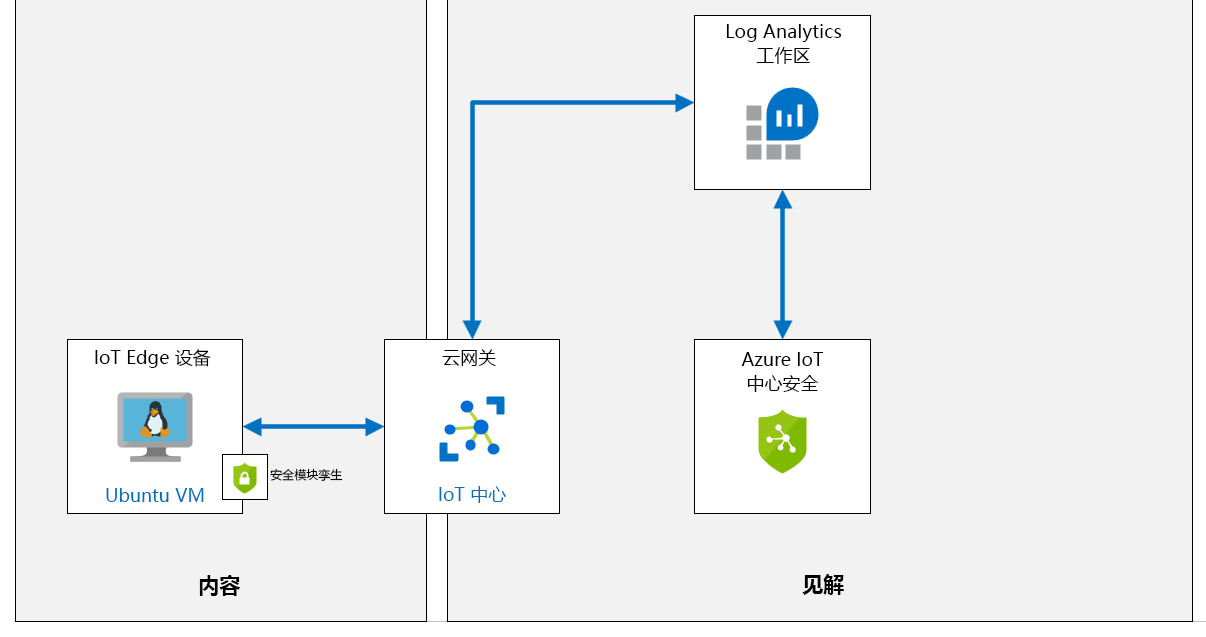 Log Analytics
工作区
IoT Edge 设备
Ubuntu VM
安全模块孪生
云网关
IoT 中心
Azure IoT
中心安全
内容
见解